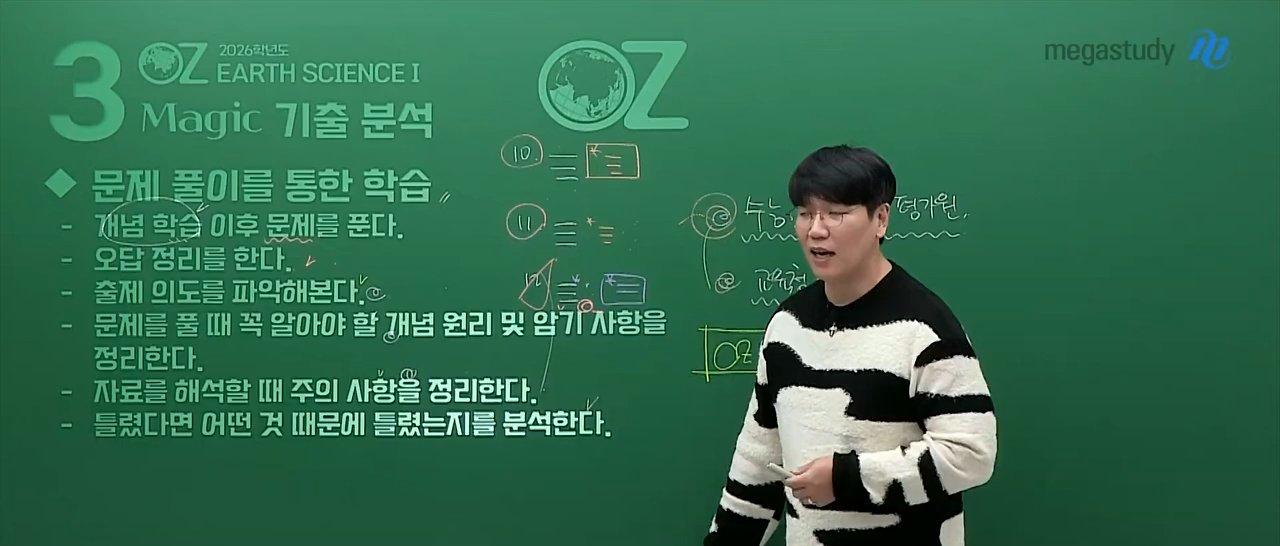 3 OZ 2026학년도
EARTH SCIENCE I
Magic 기출 분석
OZ
megastudy
◆ 문제 풀이를 통한 학습
- 개념 학습 이후 문제를 푼다.
- 오답 정리를 한다.
- 출제 의도를 파악해본다.
- 문제를 풀 때 꼭 알아야 할 개념 원리 및 암기 사항을
정리한다.
- 자료를 해석할 때 주의 사항을 정리한다.
- 틀렸다면 어떤 것 때문에 틀렸는지를 분석한다.
10.
11.
12
수능 평가원.
교육청
OZ